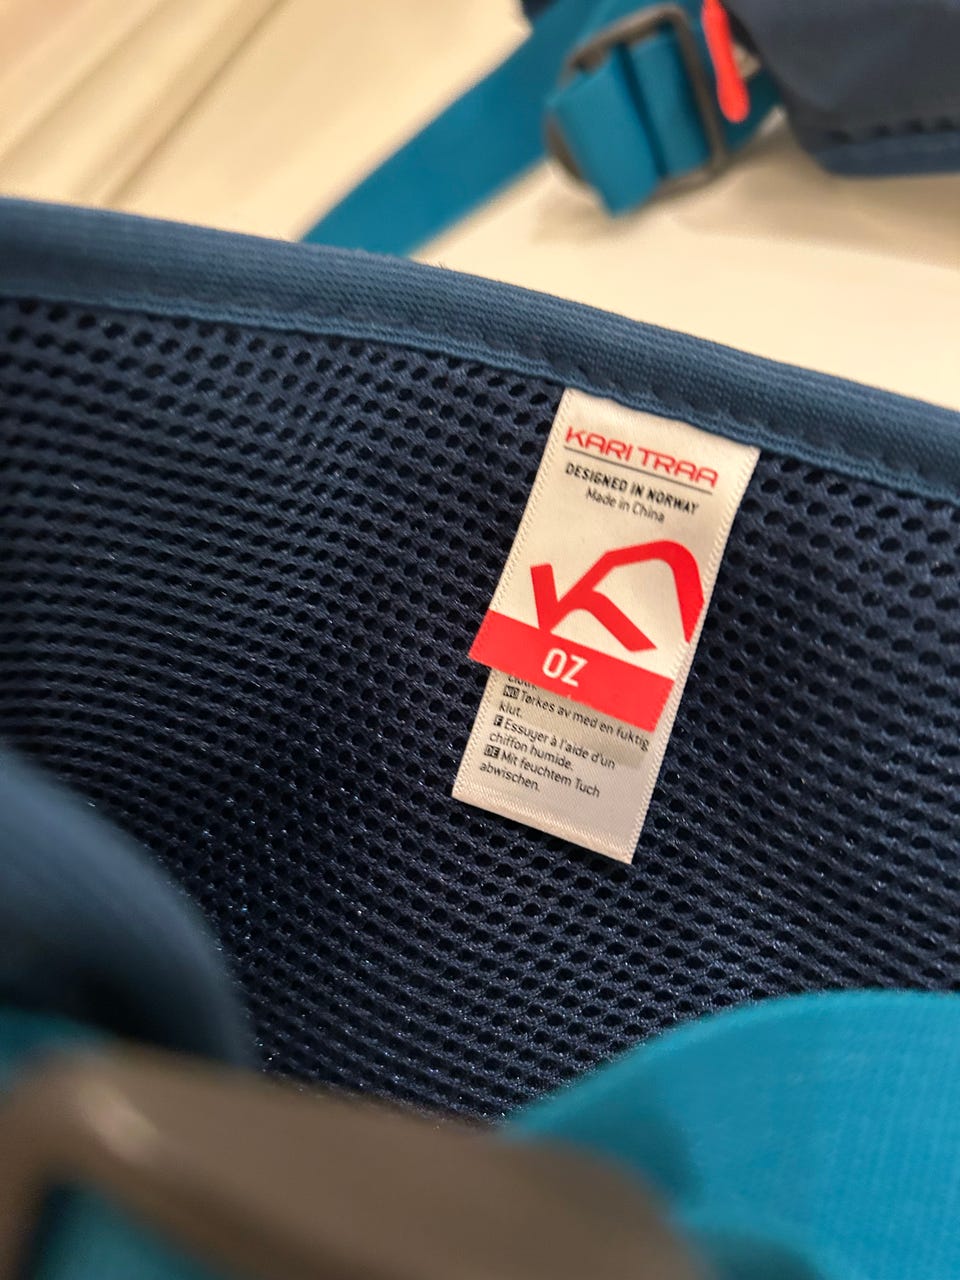 KARI TRAA
DESIGNED IN NORWAY
Made in China
OZ
NO Tørkes av med en fuktig
klut.
F Essuyer à l'aide d'un
chiffon humide.
DE Mit feuchtem Tuch
abwischen.